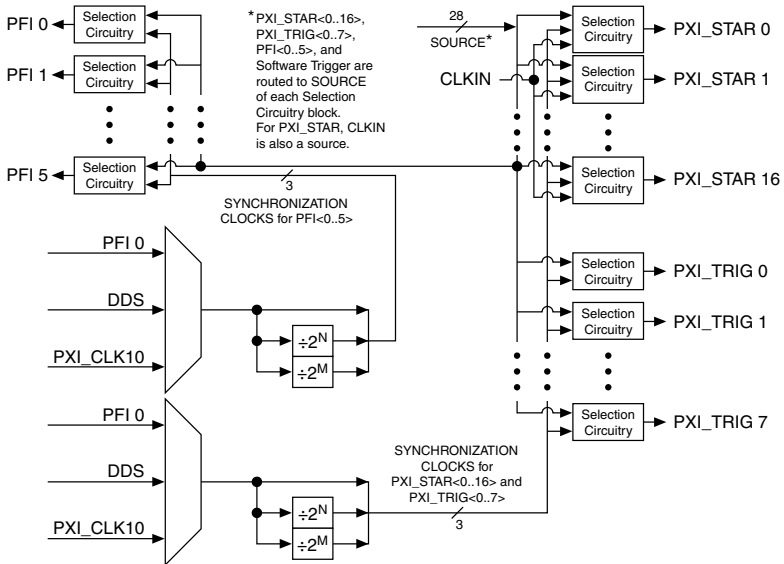 PFI 0
Selection
Circuitry
PFI 1
Selection
Circuitry
PFI 5
Selection
Circuitry
*PXI_STAR<0..16>,
PXI_TRIG<0..7>,
PFI<0..5>, and
Software Trigger are
routed to SOURCE
of each Selection
Circuitry block.
For PXI_STAR, CLKIN
is also a source.
28
SOURCE*
CLKIN
Selection
Circuitry
PXI_STAR 0
Selection
Circuitry
PXI_STAR 1
Selection
Circuitry
PXI_STAR 16
3
SYNCHRONIZATION
CLOCKS for PFI<0..5>
PFI 0
DDS
PXI_CLK10
÷2N
÷2M
Selection
Circuitry
PXI_TRIG 0
Selection
Circuitry
PXI_TRIG 1
Selection
Circuitry
PXI_TRIG 7
PFI 0
DDS
PXI_CLK10
÷2N
÷2M
SYNCHRONIZATION
CLOCKS for
PXI_STAR<0..16> and
PXI_TRIG<0..7>
3